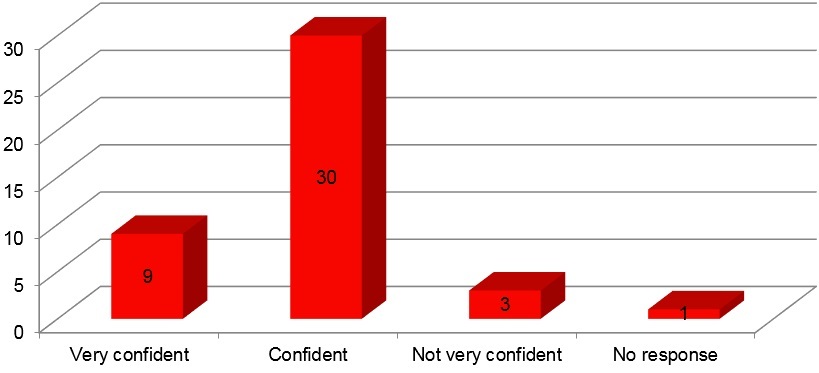 30
25
20
15
10
5
0
9
30
3
1
Very confident
Confident
Not very confident
No response